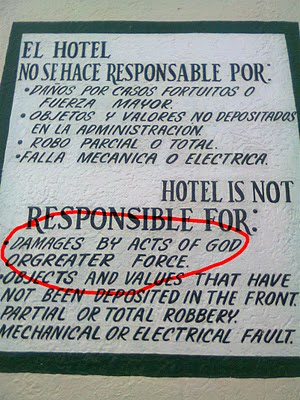 EL HOTEL
NO SE HACE RESPONSABLE POR:
• DAÑOS POR CASOS FORTUITOS O
FUERZA MAYOR.
• OBJETOS Y VALORES NO DEPOSITADOS
EN LA ADMINISTRACIÓN.
• ROBO PARCIAL O TOTAL.
• FALLA MECANICA O ELECTRICA.
HOTEL IS NOT
RESPONSIBLE FOR:
• DAMAGES BY ACTS OF GOD
ORGREATER FORCE.
• OBJECTS AND VALUES THAT HAVE
NOT BEEN DEPOSITED IN THE FRONT.
PARTIAL OR TOTAL ROBBERY.
MECHANICAL OR ELECTRICAL FAULT.